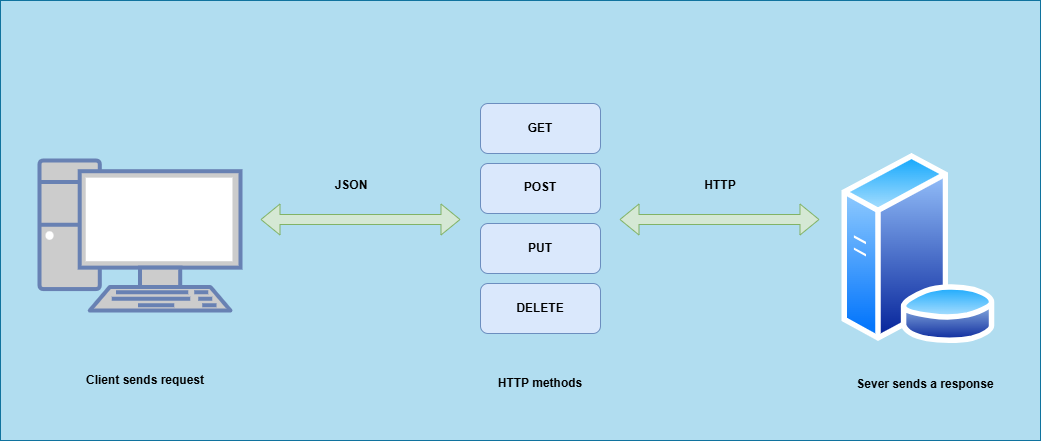 GET
JSON
POST
HTTP
PUT
DELETE
Client sends request
HTTP methods
Sever sends a response